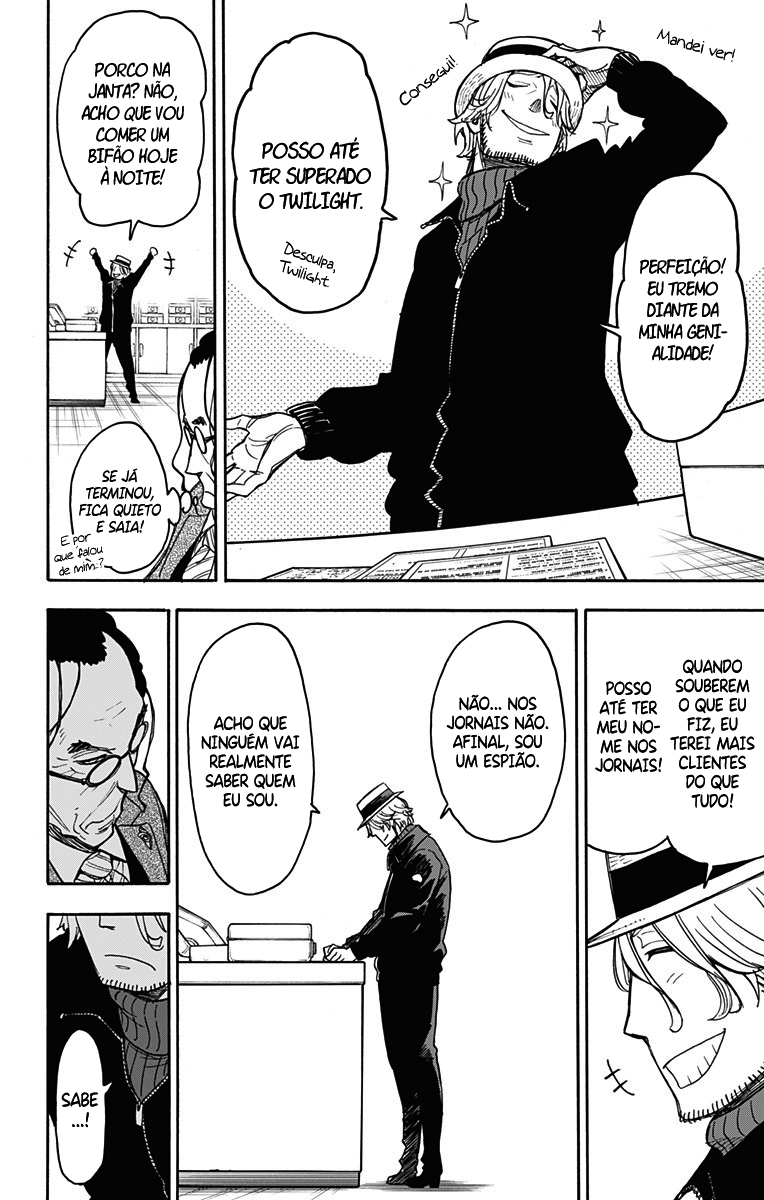 Mandei ver!
Consegui!
PERFEIÇÃO!
EU TREMO
DIANTE DA
MINHA GENI-
ALIDADE!
POSSO ATÉ
TER SUPERADO
O TWILIGHT.
Desculpa,
Twilight
PORCO NA
JANTA? NÃO,
ACHO QUE VOU
COMER UM
BIFÃO HOJE
À NOITE!
SE JÁ
TERMINOU,
FICA QUIETO
E SAIA!
E por
que falou
de mim..?
QUANDO
SOUBEREM
O QUE EU
FIZ, EU
TEREI MAIS
CLIENTES
DO QUE
TUDO!
POSSO
ATÉ TER
MEU NO-
ME NOS
JORNAIS!
NÃO... NOS
JORNAIS NÃO.
AFINAL, SOU
UM ESPIÃO.
ACHO QUE
NINGUÉM VAI
REALMENTE
SABER QUEM
EU SOU.
SABE
...!